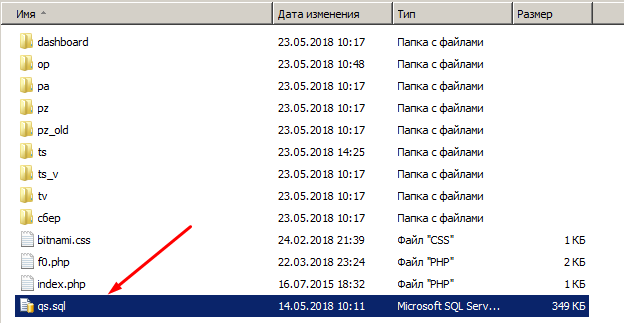 Имя Дата изменения Тип Размер
dashboard 23.05.2018 10:17 Папка с файлами
op 23.05.2018 10:48 Папка с файлами
pa 23.05.2018 10:17 Папка с файлами
pz 23.05.2018 10:17 Папка с файлами
pz_old 23.05.2018 10:17 Папка с файлами
ts 23.05.2018 14:25 Папка с файлами
ts_v 23.05.2018 10:17 Папка с файлами
tv 23.05.2018 10:17 Папка с файлами
сбер 23.05.2018 10:17 Папка с файлами
bitnami.css 24.02.2018 21:39 Файл "CSS" 1 КБ
f0.php 22.03.2018 23:24 Файл "PHP" 2 КБ
index.php 16.07.2015 18:32 Файл "PHP" 1 КБ
qs.sql 14.05.2018 10:11 Microsoft SQL Serv... 349 КБ